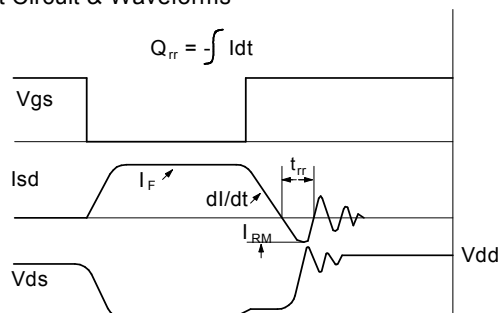 t Circuit & Waveforms
Qrr = -∫ Idt
Vgs
trr
Isd
IF
dI/dt
IRM
Vdd
Vds